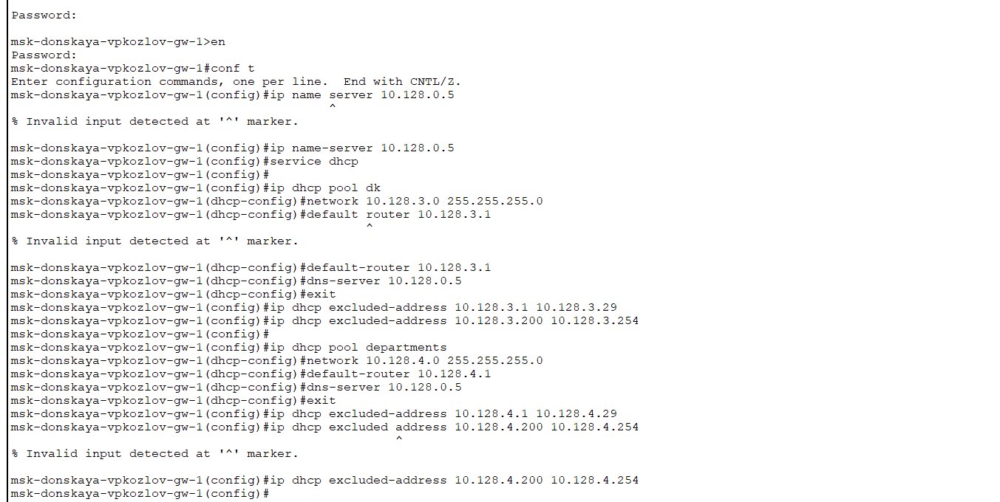 Password:
msk-donskaya-vpkozlov-gw-1>en
Password:
msk-donskaya-vpkozlov-gw-1#conf t
Enter configuration commands, one per line.  End with CNTL/Z.
msk-donskaya-vpkozlov-gw-1(config)#ip name server 10.128.0.5
^
% Invalid input detected at '^' marker.
msk-donskaya-vpkozlov-gw-1(config)#ip name-server 10.128.0.5
msk-donskaya-vpkozlov-gw-1(config)#service dhcp
msk-donskaya-vpkozlov-gw-1(config)#
msk-donskaya-vpkozlov-gw-1(config)#ip dhcp pool dk
msk-donskaya-vpkozlov-gw-1(dhcp-config)#network 10.128.3.0 255.255.255.0
msk-donskaya-vpkozlov-gw-1(dhcp-config)#default router 10.128.3.1
^
% Invalid input detected at '^' marker.
msk-donskaya-vpkozlov-gw-1(dhcp-config)#default-router 10.128.3.1
msk-donskaya-vpkozlov-gw-1(dhcp-config)#dns-server 10.128.0.5
msk-donskaya-vpkozlov-gw-1(dhcp-config)#exit
msk-donskaya-vpkozlov-gw-1(config)#ip dhcp excluded-address 10.128.3.1 10.128.3.29
msk-donskaya-vpkozlov-gw-1(config)#ip dhcp excluded-address 10.128.3.200 10.128.3.254
msk-donskaya-vpkozlov-gw-1(config)#
msk-donskaya-vpkozlov-gw-1(config)#ip dhcp pool departments
msk-donskaya-vpkozlov-gw-1(dhcp-config)#network 10.128.4.0 255.255.255.0
msk-donskaya-vpkozlov-gw-1(dhcp-config)#default-router 10.128.4.1
msk-donskaya-vpkozlov-gw-1(dhcp-config)#dns-server 10.128.0.5
msk-donskaya-vpkozlov-gw-1(dhcp-config)#exit
msk-donskaya-vpkozlov-gw-1(config)#ip dhcp excluded-address 10.128.4.1 10.128.4.29
msk-donskaya-vpkozlov-gw-1(config)#ip dhcp excluded address 10.128.4.200 10.128.4.254
^
% Invalid input detected at '^' marker.
msk-donskaya-vpkozlov-gw-1(config)#ip dhcp excluded-address 10.128.4.200 10.128.4.254
msk-donskaya-vpkozlov-gw-1(config)#